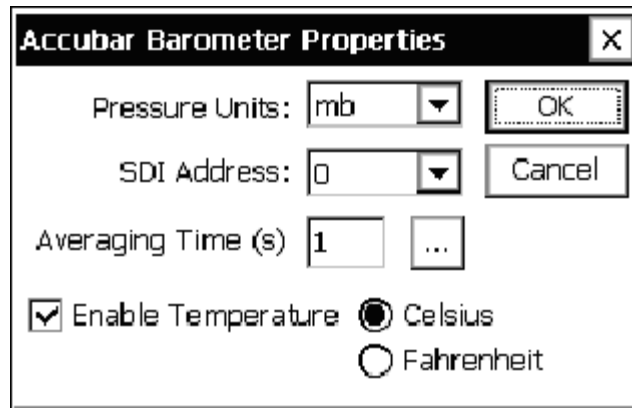 Accubar Barometer Properties
Pressure Units: mb OK
SDI Address: 0 Cancel
Averaging Time (s) 1 ...
Enable Temperature Celsius
Fahrenheit